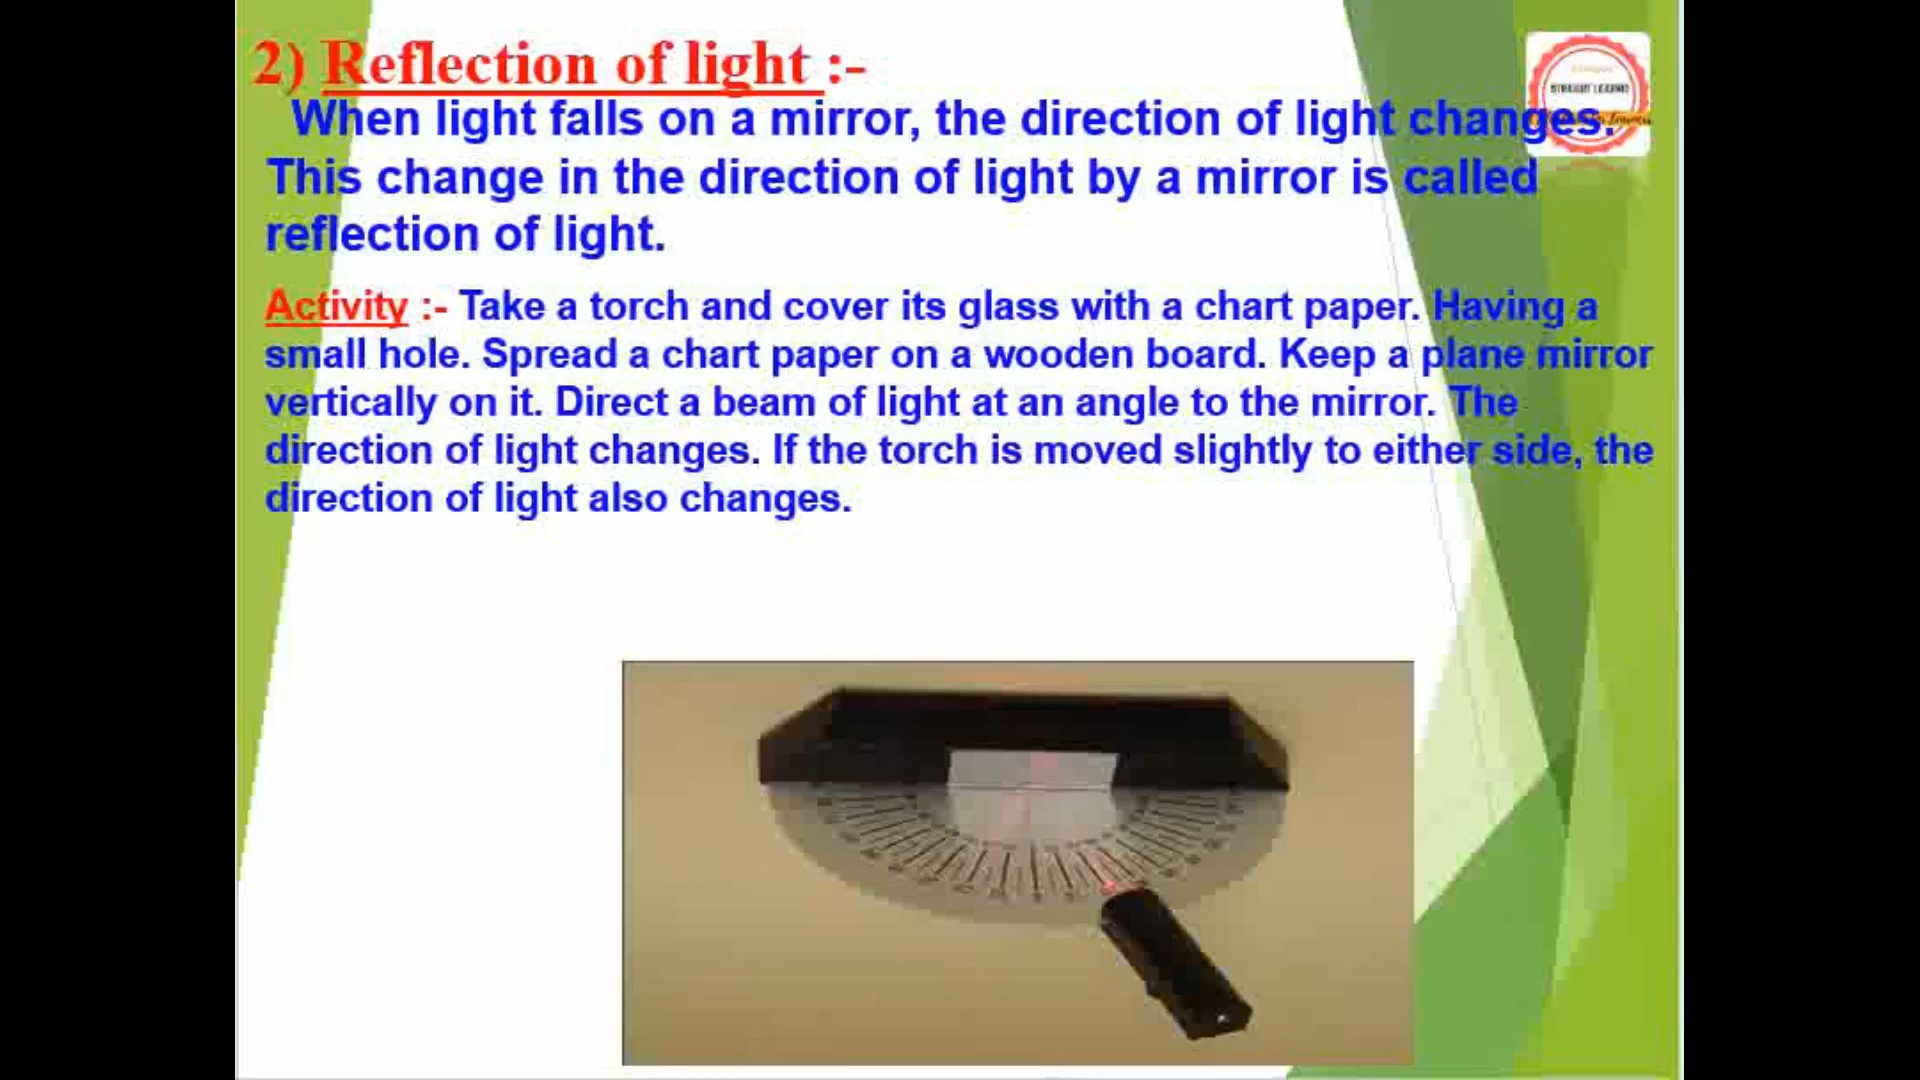 2) Reflection of light :-
When light falls on a mirror, the direction of light changes.
This change in the direction of light by a mirror is called
reflection of light.
Activity :- Take a torch and cover its glass with a chart paper. Having a
small hole. Spread a chart paper on a wooden board. Keep a plane mirror
vertically on it. Direct a beam of light at an angle to the mirror. The
direction of light changes. If the torch is moved slightly to either side, the
direction of light also changes.